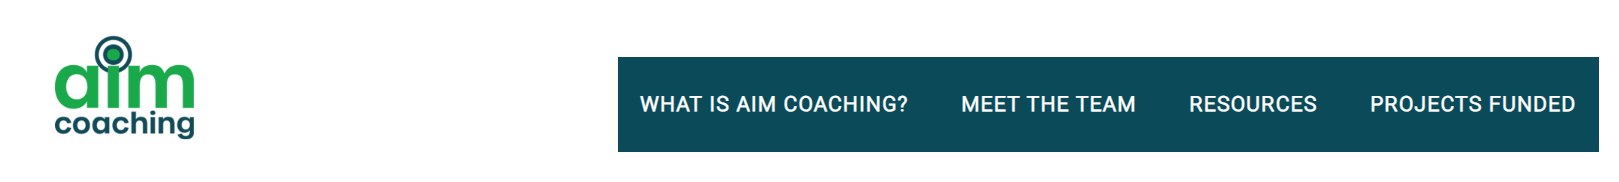 aim
coaching
WHAT IS AIM COACHING? MEET THE TEAM RESOURCES PROJECTS FUNDED